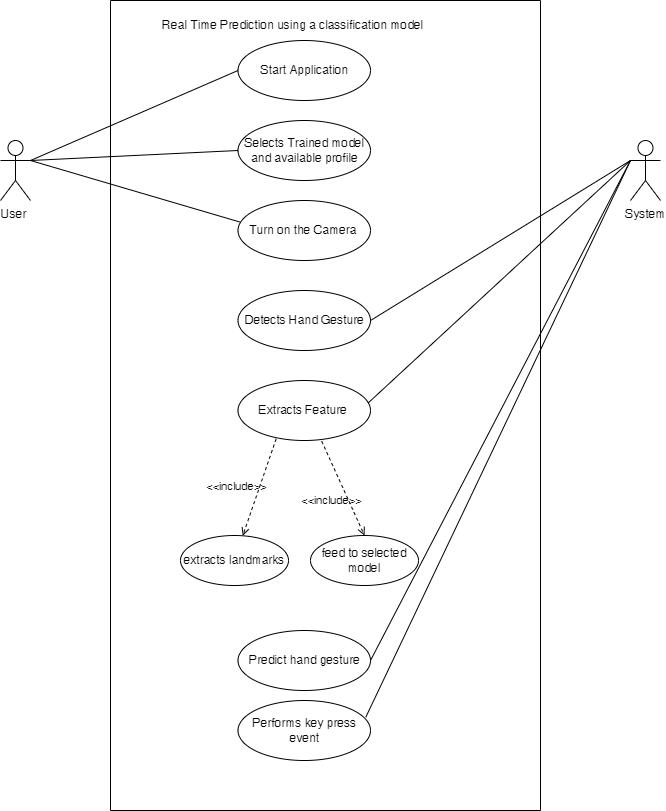 Real Time Prediction using a classification model
Start Application
Selects Trained model
and available profile
User
System
Turn on the Camera
Detects Hand Gesture
Extracts Feature
<<include>>
<<include>>
extracts landmarks
feed to selected
model
Predict hand gesture
Performs key press
event